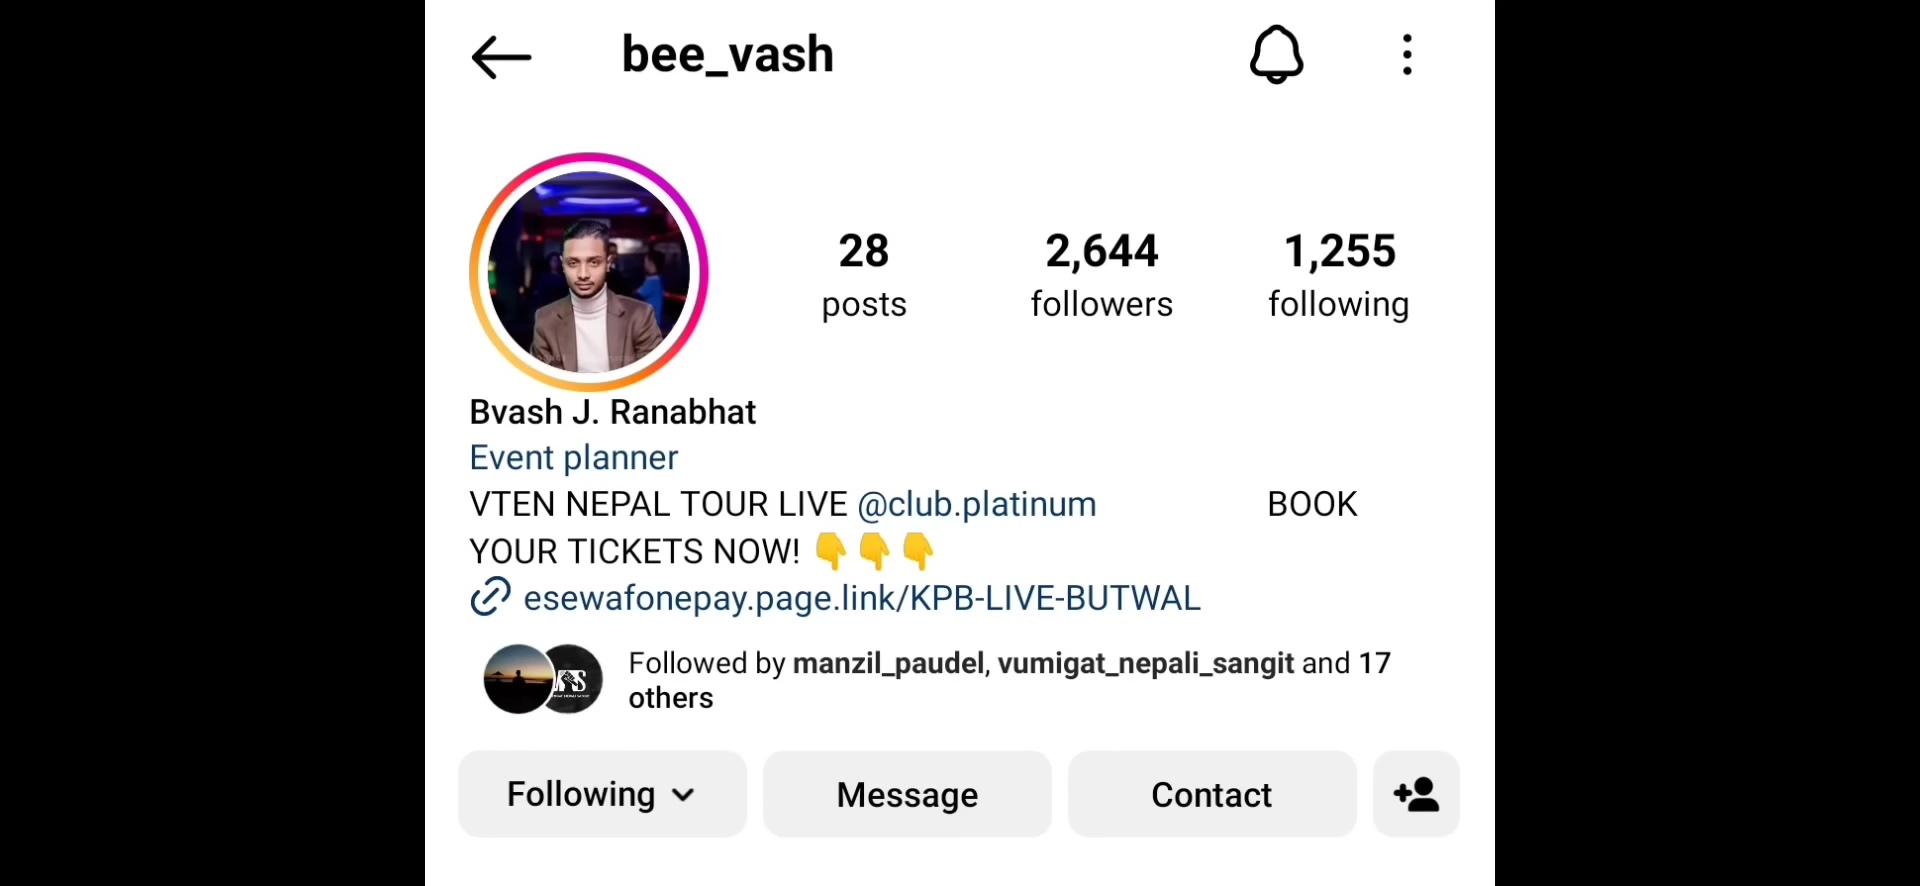 bee_vash
28 2,644 1,255
posts followers following
Bvash J. Ranabhat
Event planner
VTEN NEPAL TOUR LIVE @club.platinum BOOK
YOUR TICKETS NOW! 👇👇👇
esewafonepay.page.link/KPB-LIVE-BUTWAL
Followed by manzil_paudel, vumigat_nepali_sangit and 17
others
Following Message Contact